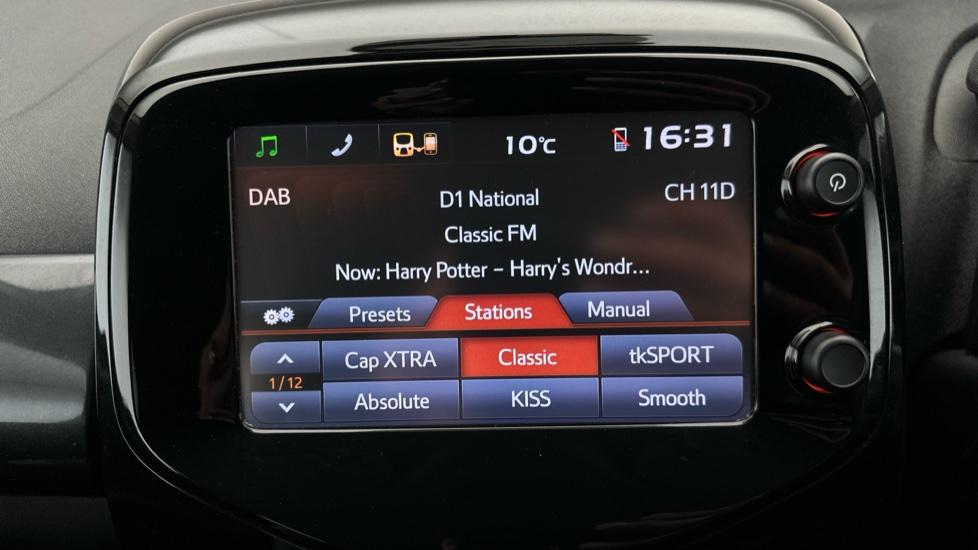 10°C 16:31
DAB D1 National CH 11D
Classic FM
Now: Harry Potter – Harry's Wondr...
Presets Stations Manual
Cap XTRA Classic tkSPORT
1/12
Absolute KISS Smooth